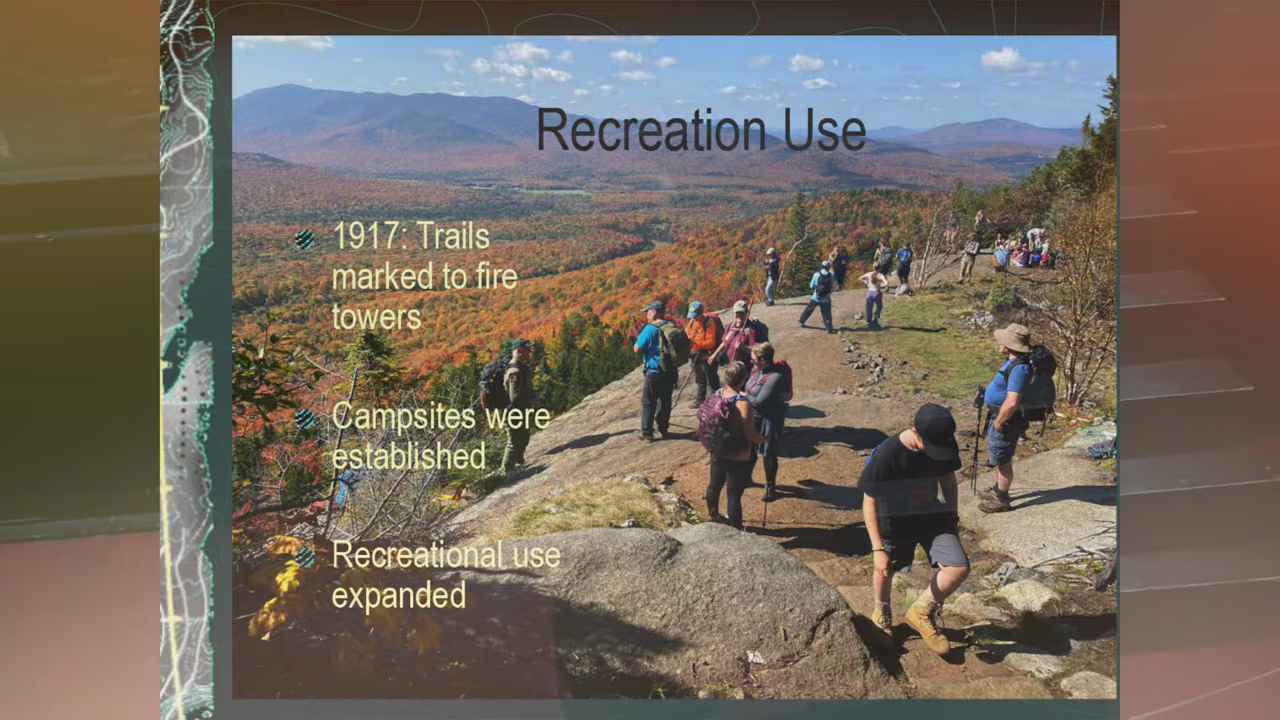 Recreation Use
1917: Trails
marked to fire
towers
Campsites were
established
Recreational use
expanded